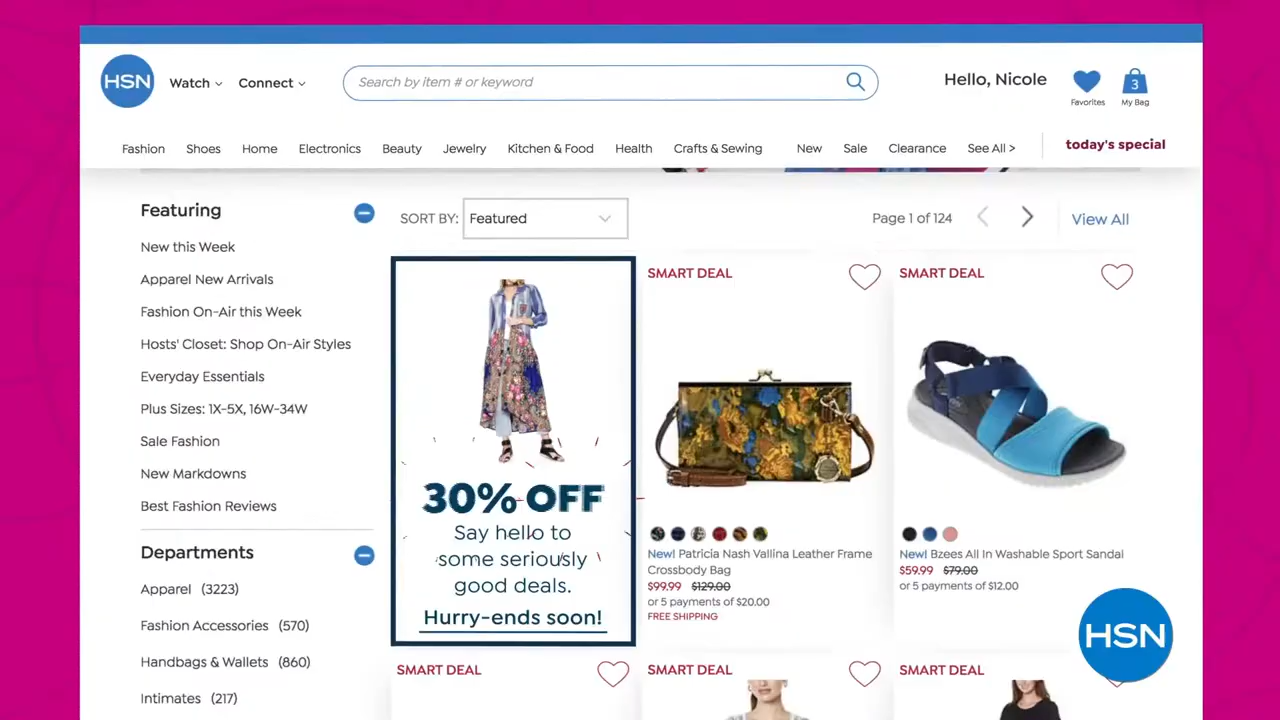 HSN
Watch
Connect
Search by item # or keyword
Hello, Nicole
Favorites
3
My Bag
Fashion
Shoes
Home
Electronics
Beauty
Jewelry
Kitchen & Food
Health
Crafts & Sewing
New
Sale
Clearance
See All >
today's special
Featuring
New this Week
Apparel New Arrivals
Fashion On-Air this Week
Hosts' Closet: Shop On-Air Styles
Everyday Essentials
Plus Sizes: 1X-5X, 16W-34W
Sale Fashion
New Markdowns
Best Fashion Reviews
Departments
Apparel (3223)
Fashion Accessories (570)
Handbags & Wallets (860)
Intimates (217)
SORT BY:
Featured
Page 1 of 124
View All
30% OFF
Say hello to
some seriously
good deals.
Hurry-ends soon!
SMART DEAL
New! Patricia Nash Vallina Leather Frame
Crossbody Bag
$99.99 $129.00
or 5 payments of $20.00
FREE SHIPPING
SMART DEAL
New! Bzees All In Washable Sport Sandal
$59.99 $79.00
or 5 payments of $12.00
SMART DEAL
SMART DEAL
SMART DEAL
HSN